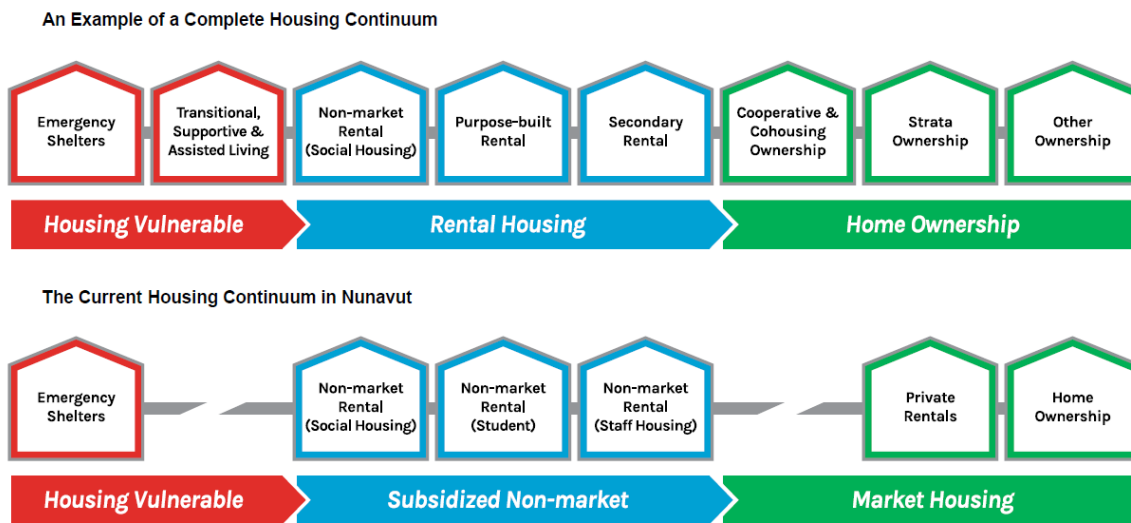 An Example of a Complete Housing Continuum
Emergency
Shelters
Transitional,
Supportive &
Assisted Living
Non-market
Rental
(Social Housing)
Purpose-built
Rental
Secondary
Rental
Cooperative &
Cohousing
Ownership
Strata
Ownership
Other
Ownership
Housing Vulnerable
Rental Housing
Home Ownership
The Current Housing Continuum in Nunavut
Emergency
Shelters
Non-market
Rental
(Social Housing)
Non-market
Rental
(Student)
Non-market
Rental
(Staff Housing)
Private
Rentals
Home
Ownership
Housing Vulnerable
Subsidized Non-market
Market Housing